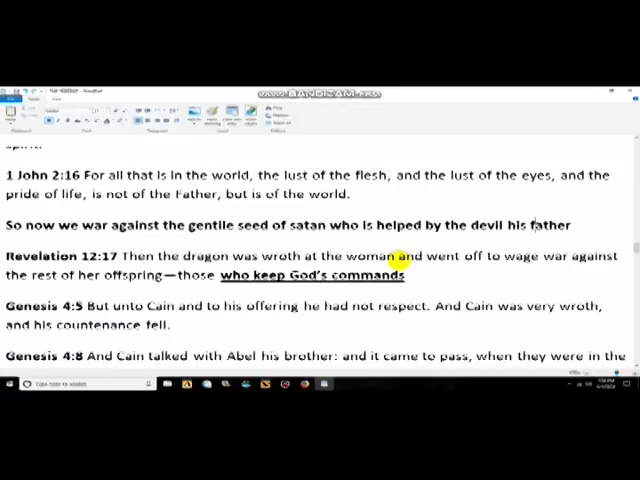 1 John 2:16 For all that is in the world, the lust of the flesh, and the lust of the eyes, and the
pride of life, is not of the Father, but is of the world.
So now we war against the gentile seed of satan who is helped by the devil his father
Revelation 12:17 Then the dragon was wroth at the woman and went off to wage war against
the rest of her offspring—those who keep God's commands
Genesis 4:5 But unto Cain and to his offering he had not respect. And Cain was very wroth,
and his countenance fell.
Genesis 4:8 And Cain talked with Abel his brother: and it came to pass, when they were in the